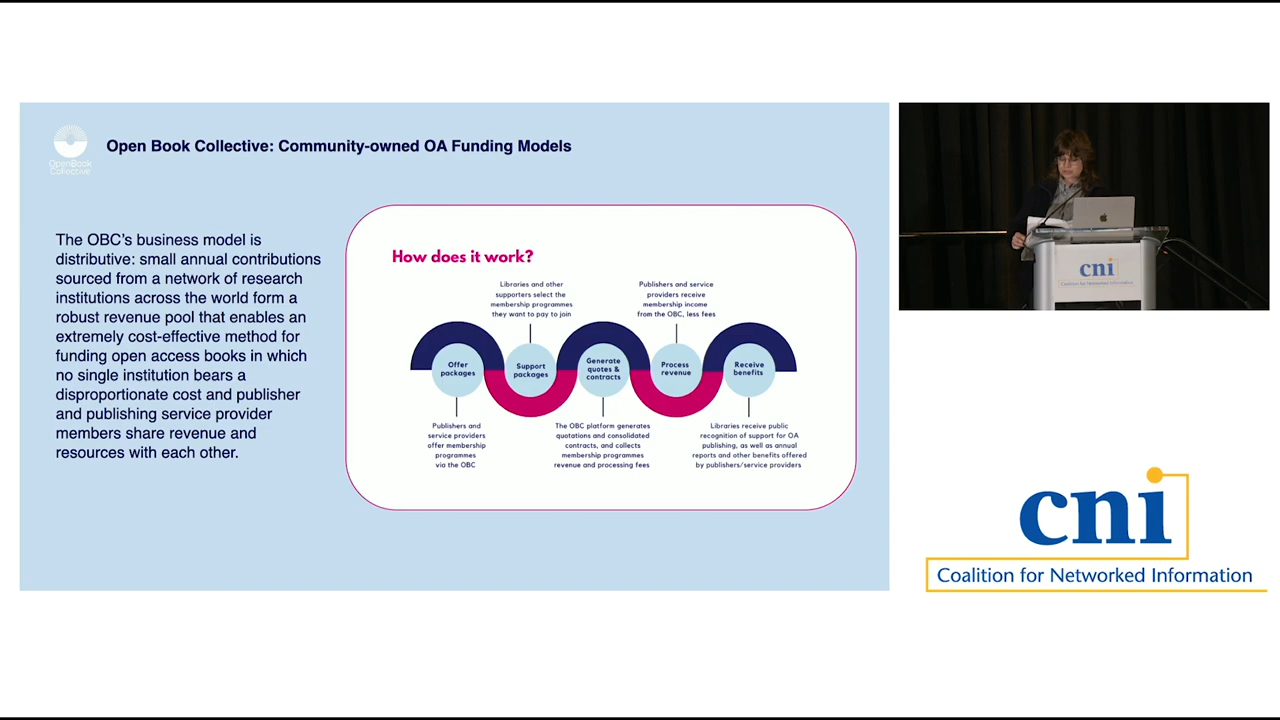 OpenBook
Collective:
Open Book Collective: Community-owned OA Funding Models
The OBC's business model is
distributive: small annual contributions
sourced from a network of research
institutions across the world form a
robust revenue pool that enables an
extremely cost-effective method for
funding open access books in which
no single institution bears a
disproportionate cost and publisher
and publishing service provider
members share revenue and
resources with each other.
How does it work?
Libraries and other
supporters select the
membership programmes
they want to pay to join
Publishers and service
providers receive
membership income
from the OBC, less fees
Offer
packages
Support
packages
Generate
quotes &
contracts
Process
revenue
Receive
benefits
Publishers and
service providers
offer membership
programmes
via the OBC
The OBC platform generates
quotations and consolidated
contracts, and collects
membership programmes
revenue and processing fees
Libraries receive public
recognition of support for OA
publishing, as well as annual
reports and other benefits offered
by publishers/service providers
cni
Coalition for Networked Information
cni
Coalition for Networked Information